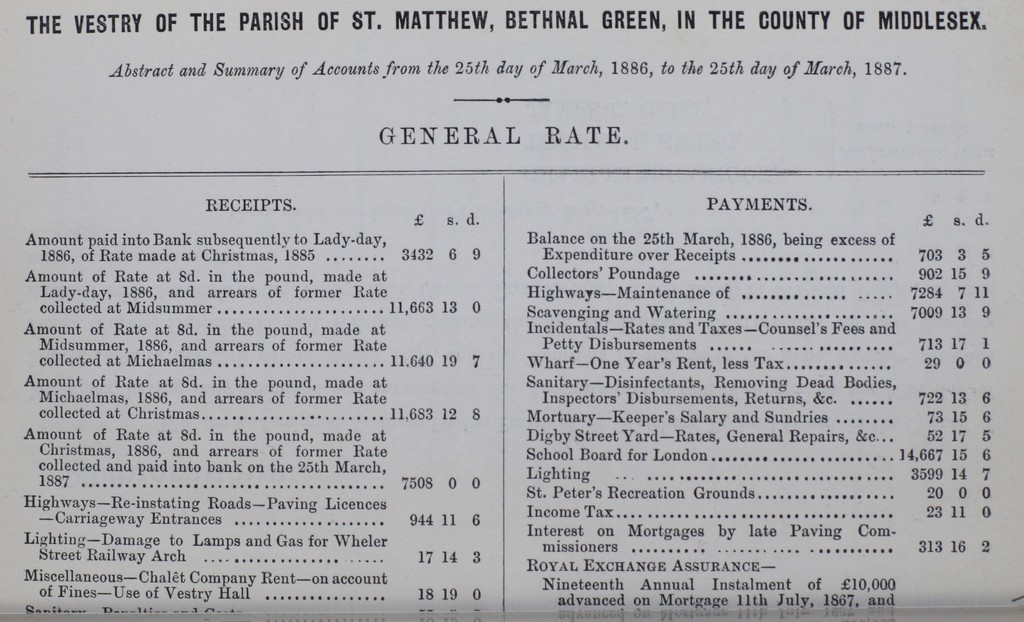 THE VESTRY OF THE PARISH OF ST. MATTHEW, BETHNAL GREEN, IN THE COUNTY OF MIDDLESEX.
Abstract and Summary of Accounts from the 25th day of March, 1886, to the 25th day of March, 1887.
GENERAL RATE.
RECEIPTS.
£ s. d.
Amount paid into Bank subsequently to Lady-day,
1886, of Rate made at Christmas, 1885 ........ 3432 6 9
Amount of Rate at 8d. in the pound, made at
Lady-day, 1886, and arrears of former Rate
collected at Midsummer ........................ 11,663 13 0
Amount of Rate at 8d. in the pound, made at
Midsummer, 1886, and arrears of former Rate
collected at Michaelmas ........................ 11.640 19 7
Amount of Rate at 8d. in the pound, made at
Michaelmas, 1886, and arrears of former Rate
collected at Christmas .......................... 11,683 12 8
Amount of Rate at 8d. in the pound, made at
Christmas, 1886, and arrears of former Rate
collected and paid into bank on the 25th March,
1887 ........................................ 7508 0 0
Highways—Re-instating Roads—Paving Licences
—Carriageway Entrances .................... 944 11 6
Lighting—Damage to Lamps and Gas for Wheler
Street Railway Arch ........................ 17 14 3
Miscellaneous—Chalêt Company Rent—on account
of Fines—Use of Vestry Hall ................ 18 19 0
PAYMENTS.
£ s. d.
Balance on the 25th March, 1886, being excess of
Expenditure over Receipts .................... 703 3 5
Collectors' Poundage .......................... 902 15 9
Highways—Maintenance of .................... 7284 7 11
Scavenging and Watering ...................... 7009 13 9
Incidentals—Rates and Taxes—Counsel's Fees and
Petty Disbursements ...... .................. 713 17 1
Wharf—One Year's Rent, less Tax.............. 29 0 0
Sanitary—Disinfectants, Removing Dead Bodies,
Inspectors' Disbursements, Returns, &c. ...... 722 13 6
Mortuary—Keeper's Salary and Sundries ........ 73 15 6
Digby Street Yard—Rates, General Repairs, &c... 52 17 5
School Board for London........................ 14,667 15 6
Lighting ... .............................. 3599 14 7
St. Peter's Recreation Grounds.................. 20 0 0
Income Tax.................................... 23 11 0
Interest on Mortgages by late Paving Com-
missioners .......... ...................... 313 16 2
ROYAL EXCHANGE ASSURANCE—
Nineteenth Annual Instalment of £10,000
advanced on Mortgage 11th July, 1867, and